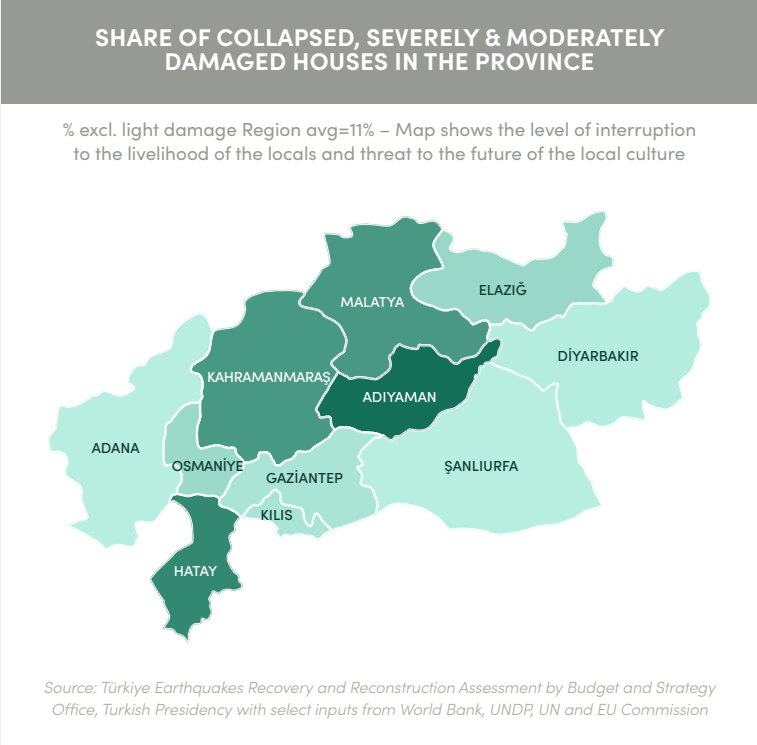 SHARE OF COLLAPSED, SEVERELY & MODERATELY
DAMAGED HOUSES IN THE PROVINCE
% excl. light damage Region avg=11% – Map shows the level of interruption
to the livelihood of the locals and threat to the future of the local culture
ELAZIĞ
MALATYA
DİYARBAKIR
KAHRAMANMARAŞ
ADIYAMAN
ADANA
OSMANİYE
ŞANLIURFA
GAZİANTEP
KILIS
HATAY
Source: Türkiye Earthquakes Recovery and Reconstruction Assessment by Budget and Strategy
Office, Turkish Presidency with select inputs from World Bank, UNDP, UN and EU Commission